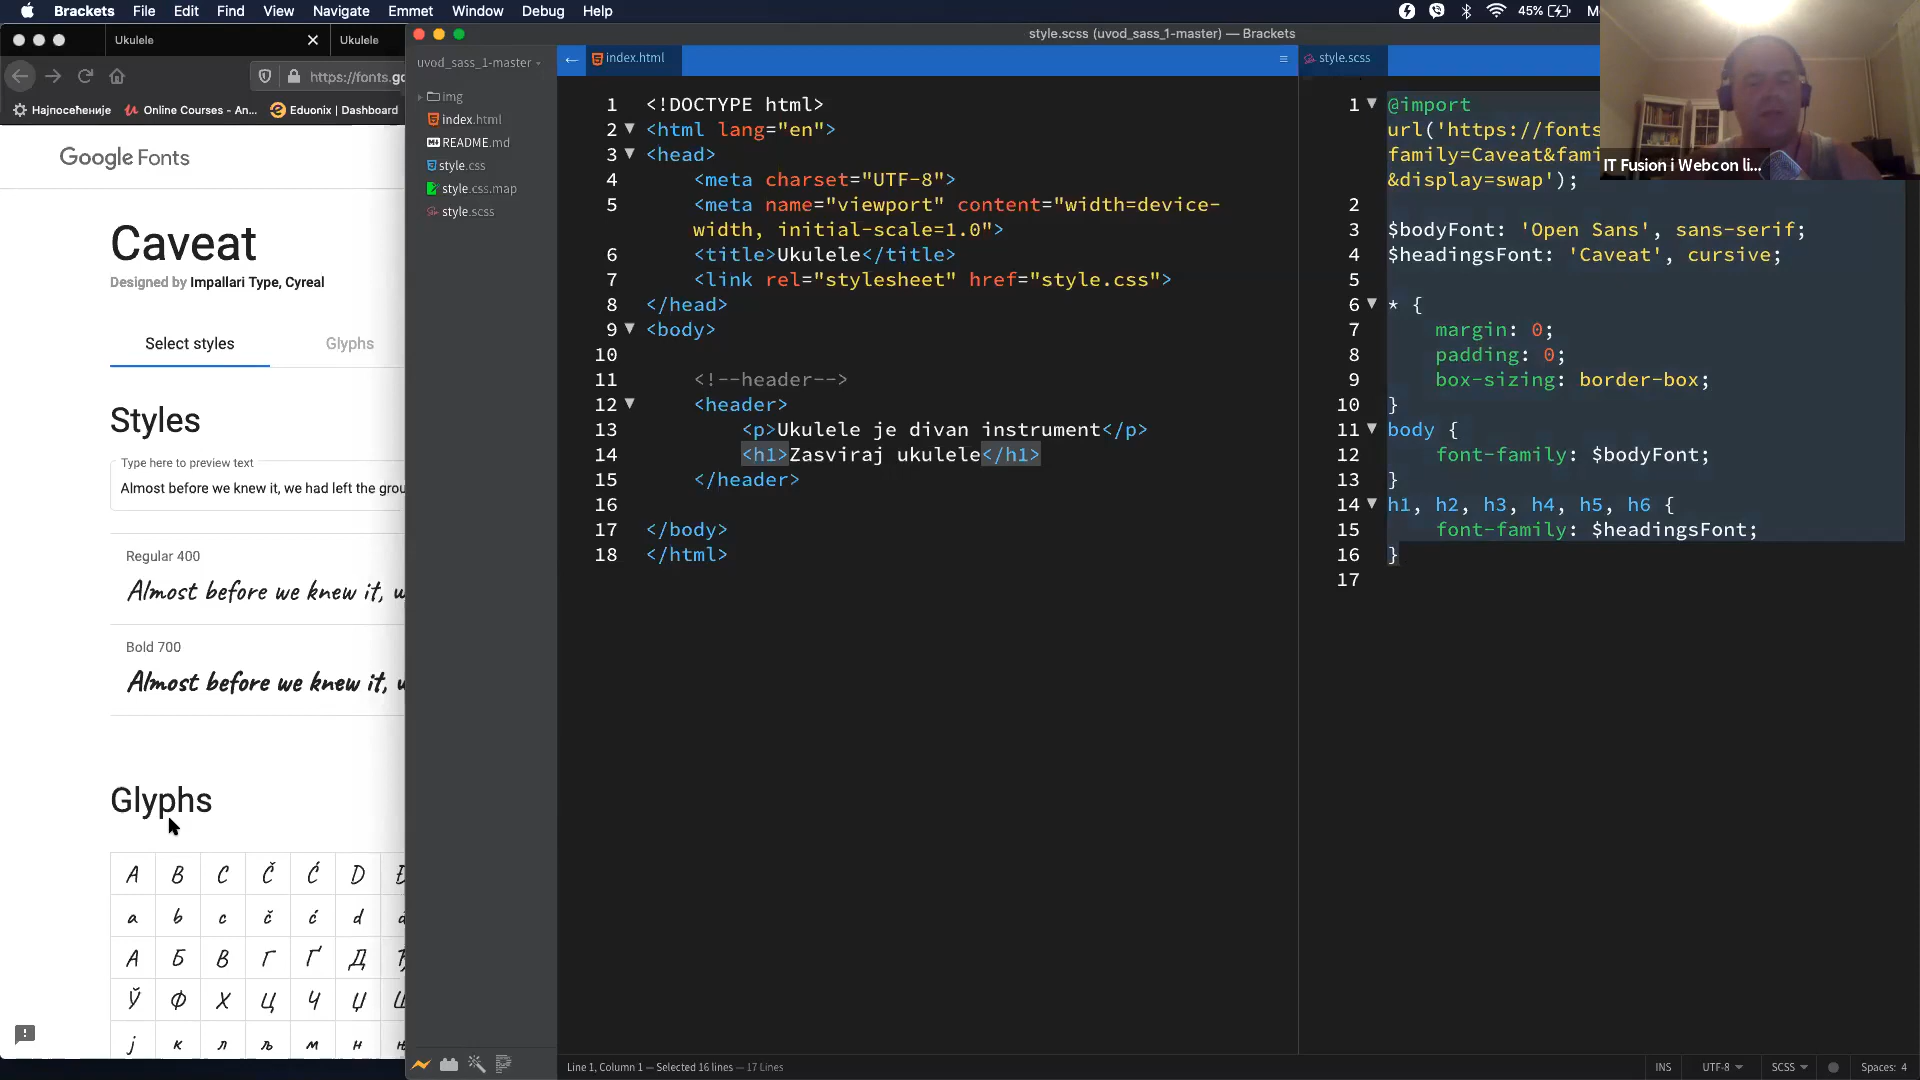 Brackets File Edit Find View Navigate Emmet Window Debug Help
45%
Ukulele
Ukulele
style.scss (uvod_sass_1-master) — Brackets
https://fonts.go
Најпосећеније Online Courses - An... Eduonix | Dashboard
Google Fonts
Caveat
Designed by Impallari Type, Cyreal
Select styles Glyphs
Styles
Type here to preview text
Almost before we knew it, we had left the grou
Regular 400
Almost before we knew it, w
Bold 700
Almost before we knew it, w
Glyphs
A B C Č Ć D Đ
a b c č ć d đ
А Б В Г Ґ Д Ђ
Ў Ф Х Ц Ч Џ Ш
ј к л љ м н њ
uvod_sass_1-master
img
index.html
README.md
style.css
style.css.map
style.scss
index.html
1 <!DOCTYPE html>
2 <html lang="en">
3 <head>
4 <meta charset="UTF-8">
5 <meta name="viewport" content="width=device-
width, initial-scale=1.0">
6 <title>Ukulele</title>
7 <link rel="stylesheet" href="style.css">
8 </head>
9 <body>
10
11 <!--header-->
12 <header>
13 <p>Ukulele je divan instrument</p>
14 <h1>Zasviraj ukulele</h1>
15 </header>
16
17 </body>
18 </html>
style.scss
1 @import
url('https://fonts
family=Caveat&fami
&display=swap');
2
3 $bodyFont: 'Open Sans', sans-serif;
4 $headingsFont: 'Caveat', cursive;
5
6 * {
7 margin: 0;
8 padding: 0;
9 box-sizing: border-box;
10 }
11 body {
12 font-family: $bodyFont;
13 }
14 h1, h2, h3, h4, h5, h6 {
15 font-family: $headingsFont;
16 }
17
IT Fusion i Webcon li...
Line 1, Column 1 — Selected 16 lines — 17 Lines
INS UTF-8 SCSS Spaces: 4